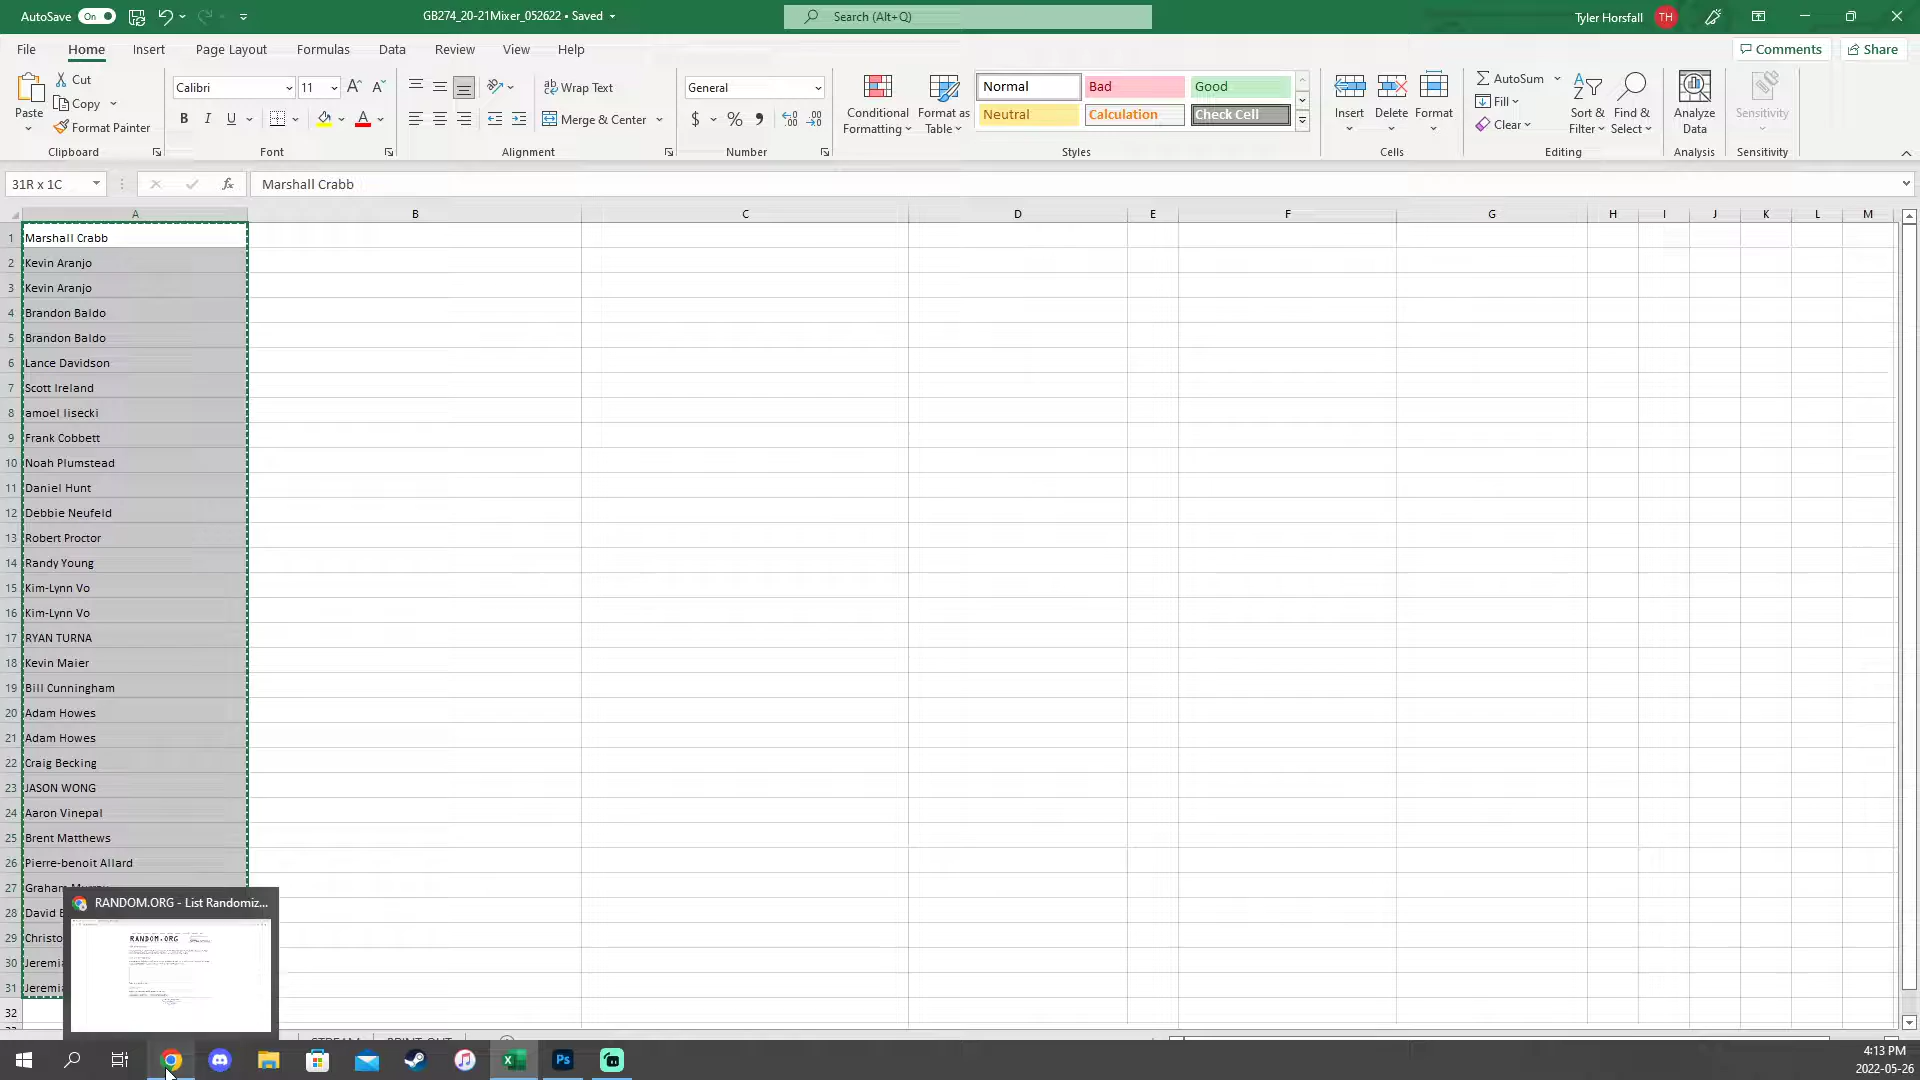 AutoSave On GB274_20-21Mixer_052622 • Saved Search (Alt+Q) Tyler Horsfall TH
File Home Insert Page Layout Formulas Data Review View Help Comments Share
Paste
Cut
Copy
Format Painter
Clipboard
Calibri 11
B I U
Font
Wrap Text
Merge & Center
Alignment
General
$ % ,
Number
Conditional Formatting
Format as Table
Normal Bad Good
Neutral Calculation Check Cell
Styles
Insert Delete Format
Cells
AutoSum
Fill
Clear
Sort & Filter
Find & Select
Editing
Analyze Data
Analysis
Sensitivity
Sensitivity
31R x 1C fx Marshall Crabb
A B C D E F G H I J K L M
1 Marshall Crabb
2 Kevin Aranjo
3 Kevin Aranjo
4 Brandon Baldo
5 Brandon Baldo
6 Lance Davidson
7 Scott Ireland
8 amoel lisecki
9 Frank Cobbett
10 Noah Plumstead
11 Daniel Hunt
12 Debbie Neufeld
13 Robert Proctor
14 Randy Young
15 Kim-Lynn Vo
16 Kim-Lynn Vo
17 RYAN TURNA
18 Kevin Maier
19 Bill Cunningham
20 Adam Howes
21 Adam Howes
22 Craig Becking
23 JASON WONG
24 Aaron Vinepal
25 Brent Matthews
26 Pierre-benoit Allard
27 Graham
28 David
29 Christo
30 Jeremia
31 Jeremia
32
RANDOM.ORG - List Randomiz...
RANDOM.ORG
Ps
4:13 PM
2022-05-26